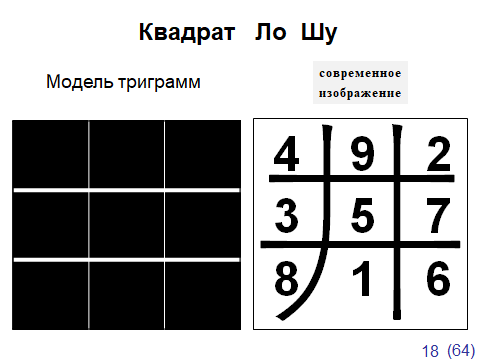 Квадрат Ло Шу
Модель триграмм
современное
изображение
4 9 2
3 5 7
8 1 6
18 (64)